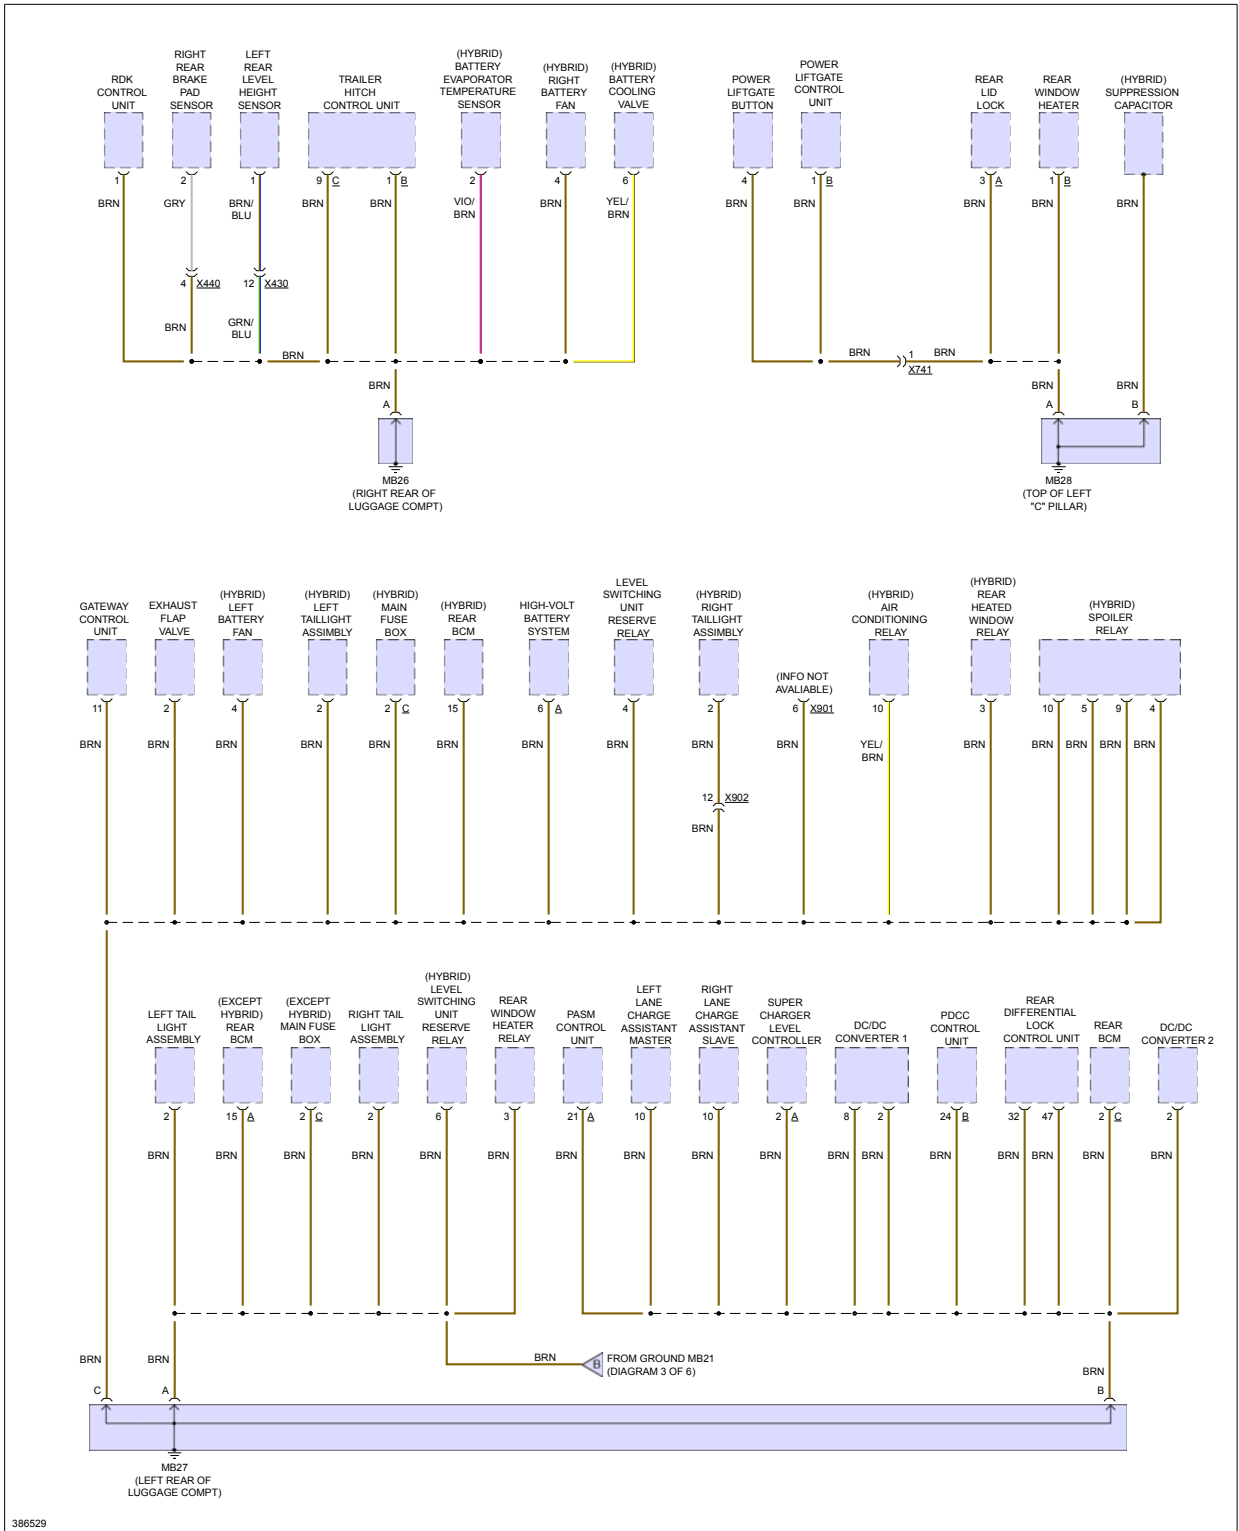 RDK
CONTROL
UNIT
RIGHT
REAR
BRAKE
PAD
SENSOR
LEFT
REAR
LEVEL
HEIGHT
SENSOR
TRAILER
HITCH
CONTROL UNIT
(HYBRID)
BATTERY
EVAPORATOR
TEMPERATURE
SENSOR
(HYBRID)
RIGHT
BATTERY
FAN
(HYBRID)
BATTERY
COOLING
VALVE
POWER
LIFTGATE
BUTTON
POWER
LIFTGATE
CONTROL
UNIT
REAR
LID
LOCK
REAR
WINDOW
HEATER
(HYBRID)
SUPPRESSION
CAPACITOR
1 2 1 9 C 1 B 2 4 6 4 1 B 3 A 1 B
BRN GRY BRN/
BLU BRN BRN VIO/
BRN BRN YEL/
BRN BRN BRN BRN BRN BRN
4 X440 12 X430
BRN GRN/
BLU
BRN
BRN 1 BRN
X741
BRN BRN BRN
A A B
MB26
(RIGHT REAR OF
LUGGAGE COMPT)
MB28
(TOP OF LEFT
"C" PILLAR)
GATEWAY
CONTROL
UNIT
EXHAUST
FLAP
VALVE
(HYBRID)
LEFT
BATTERY
FAN
(HYBRID)
LEFT
TAILLIGHT
ASSIMBLY
(HYBRID)
MAIN
FUSE
BOX
(HYBRID)
REAR
BCM
HIGH-VOLT
BATTERY
SYSTEM
LEVEL
SWITCHING
UNIT
RESERVE
RELAY
(HYBRID)
RIGHT
TAILLIGHT
ASSIMBLY
(INFO NOT
AVALIABLE)
(HYBRID)
AIR
CONDITIONING
RELAY
(HYBRID)
REAR
HEATED
WINDOW
RELAY
(HYBRID)
SPOILER
RELAY
11 2 4 2 2 C 15 6 A 4 2 6 X901 10 3 10 5 9 4
BRN BRN BRN BRN BRN BRN BRN BRN BRN BRN YEL/
BRN BRN BRN BRN BRN BRN
12 X902
BRN
LEFT TAIL
LIGHT
ASSEMBLY
(EXCEPT
HYBRID)
REAR
BCM
(EXCEPT
HYBRID)
MAIN FUSE
BOX
RIGHT TAIL
LIGHT
ASSEMBLY
(HYBRID)
LEVEL
SWITCHING
UNIT
RESERVE
RELAY
REAR
WINDOW
HEATER
RELAY
PASM
CONTROL
UNIT
LEFT
LANE
CHARGE
ASSISTANT
MASTER
RIGHT
LANE
CHARGE
ASSISTANT
SLAVE
SUPER
CHARGER
LEVEL
CONTROLLER
DC/DC
CONVERTER 1
PDCC
CONTROL
UNIT
REAR
DIFFERENTIAL
LOCK
CONTROL UNIT
REAR
BCM
DC/DC
CONVERTER 2
2 15 A 2 C 2 6 3 21 A 10 10 2 A 8 2 24 B 32 47 2 C 2
BRN BRN BRN BRN BRN BRN BRN BRN BRN BRN BRN BRN BRN BRN BRN BRN BRN
BRN B FROM GROUND MB21
(DIAGRAM 3 OF 6)
BRN BRN BRN
C A B
MB27
(LEFT REAR OF
LUGGAGE COMPT)
386529